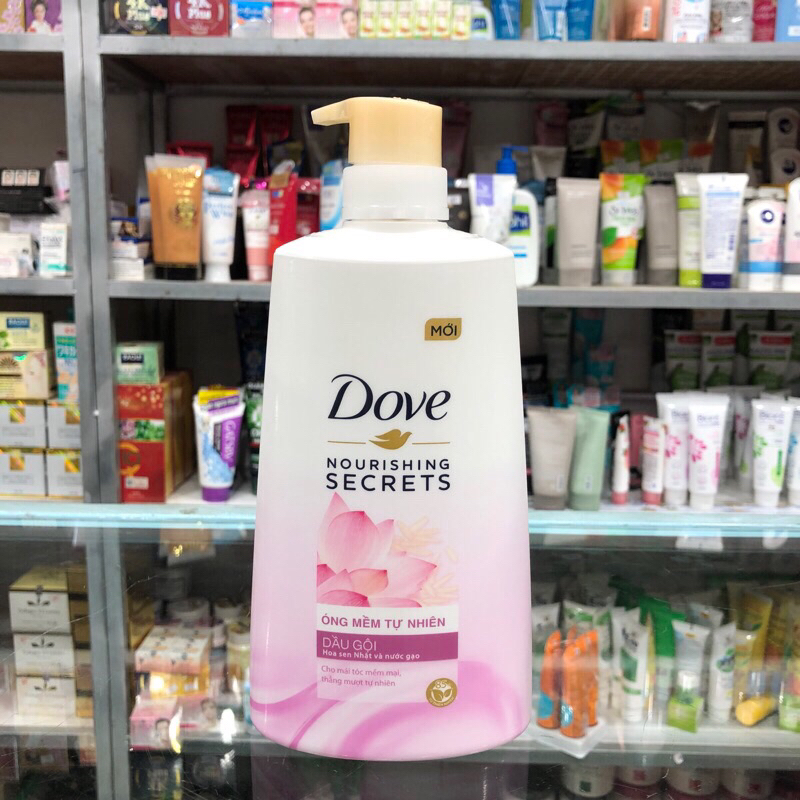 MỚI
Dove
NOURISHING
SECRETS
ÓNG MỀM TỰ NHIÊN
DẦU GỘI
Hoa sen Nhật và nước gạo
Cho mái tóc mềm mại,
thẳng mượt tự nhiên